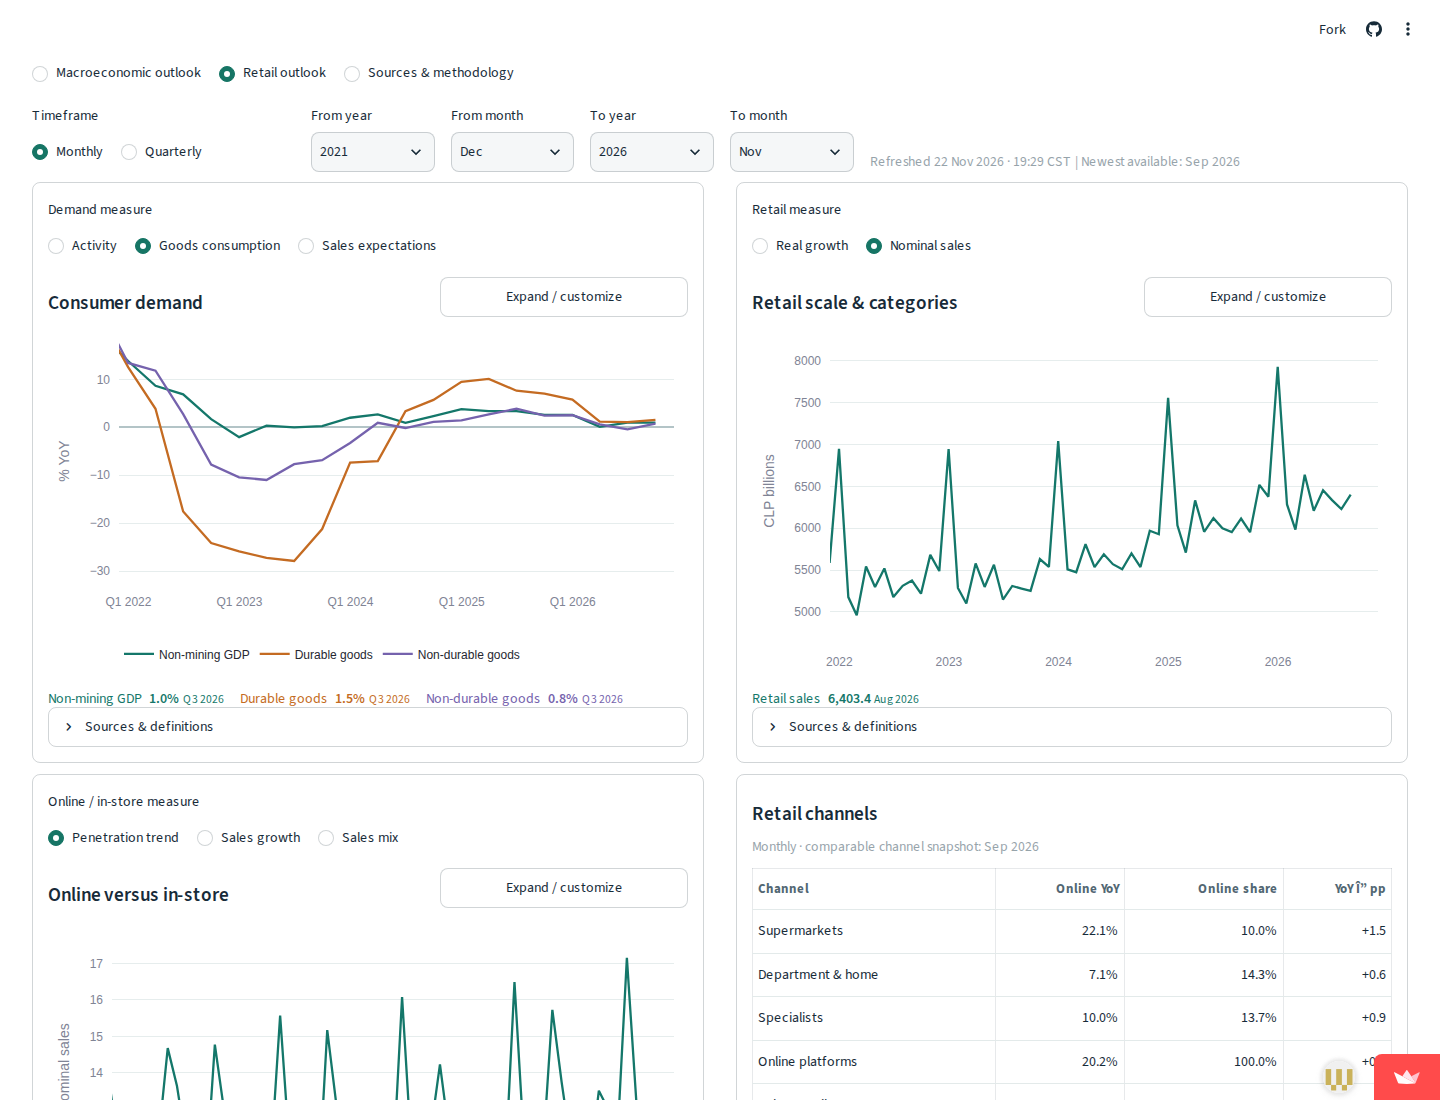 Fork
Macroeconomic outlook Retail outlook Sources & methodology
Timeframe From year From month To year To month
Monthly Quarterly 2021 Dec 2026 Nov Refreshed 22 Nov 2026 · 19:29 CST | Newest available: Sep 2026
Demand measure
Activity Goods consumption Sales expectations
Consumer demand Expand / customize
% YoY
10
0
−10
−20
−30
Q1 2022 Q1 2023 Q1 2024 Q1 2025 Q1 2026
Non-mining GDP Durable goods Non-durable goods
Non-mining GDP 1.0% Q3 2026 Durable goods 1.5% Q3 2026 Non-durable goods 0.8% Q3 2026
Sources & definitions
Retail measure
Real growth Nominal sales
Retail scale & categories Expand / customize
CLP billions
8000
7500
7000
6500
6000
5500
5000
2022 2023 2024 2025 2026
Retail sales 6,403.4 Aug 2026
Sources & definitions
Online / in-store measure
Penetration trend Sales growth Sales mix
Online versus in-store Expand / customize
17
16
15
14
sales
Retail channels
Monthly · comparable channel snapshot: Sep 2026
Channel Online YoY Online share YoY Î” pp
Supermarkets 22.1% 10.0% +1.5
Department & home 7.1% 14.3% +0.6
Specialists 10.0% 13.7% +0.9
Online platforms 20.2% 100.0%